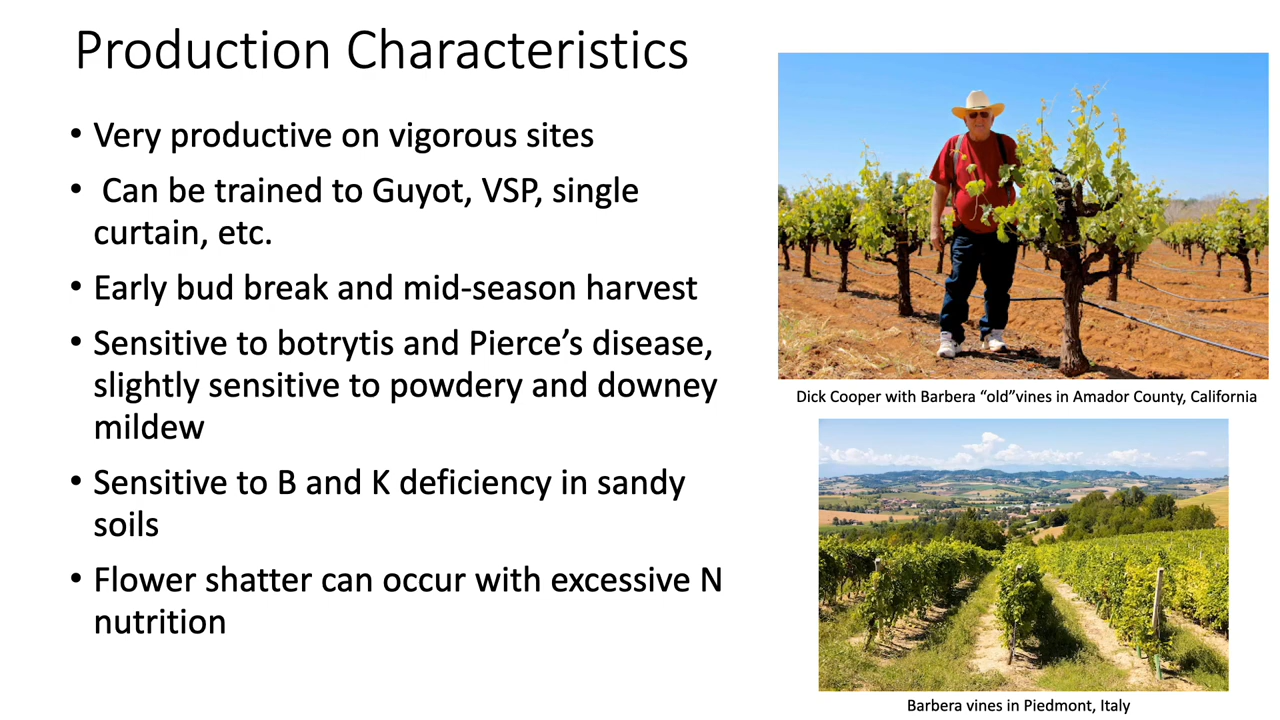 Production Characteristics
• Very productive on vigorous sites
• Can be trained to Guyot, VSP, single
curtain, etc.
• Early bud break and mid-season harvest
• Sensitive to botrytis and Pierce’s disease,
slightly sensitive to powdery and downey
mildew
• Sensitive to B and K deficiency in sandy
soils
• Flower shatter can occur with excessive N
nutrition
Dick Cooper with Barbera “old”vines in Amador County, California
Barbera vines in Piedmont, Italy